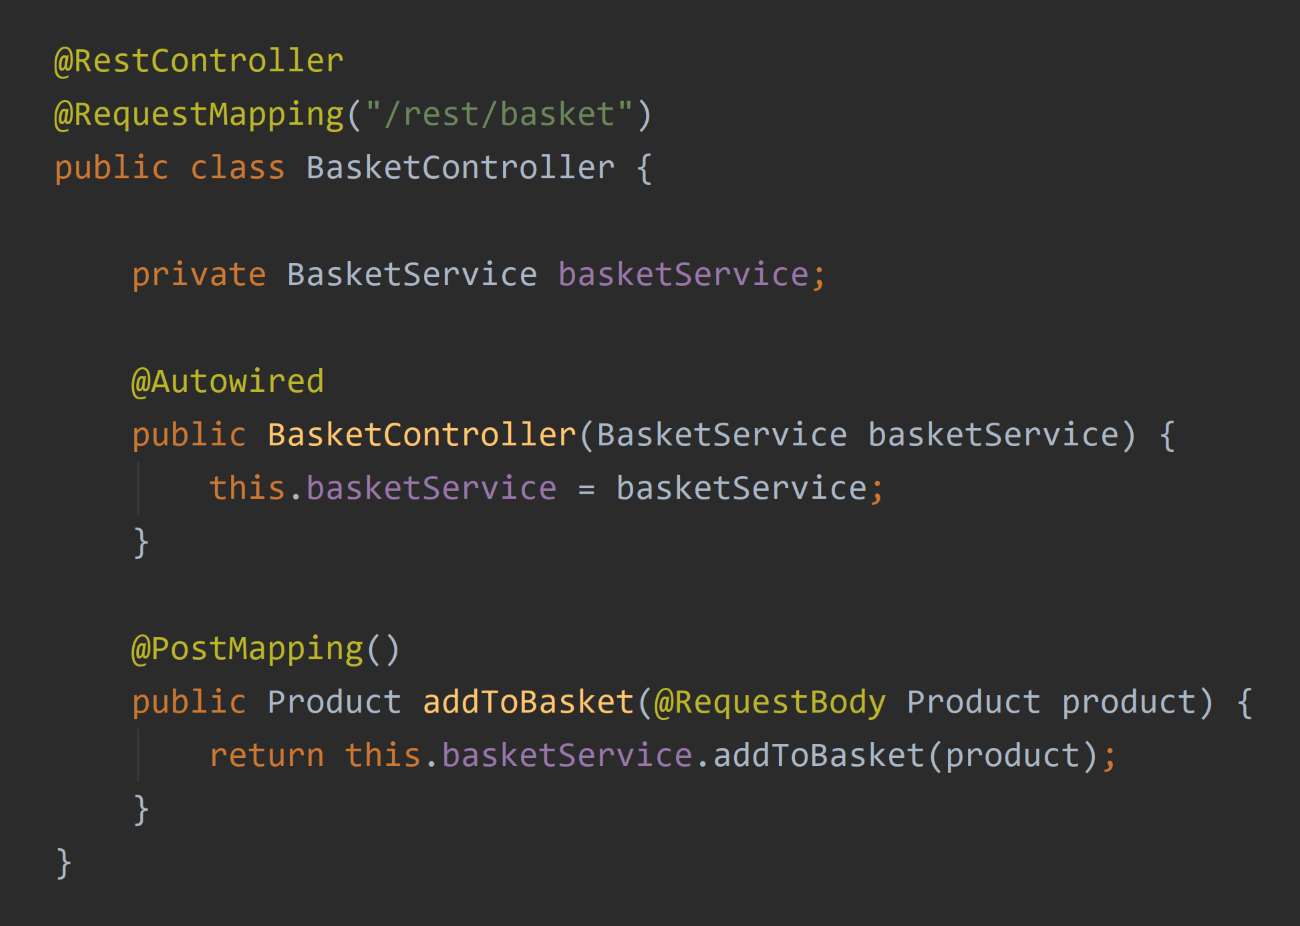 @RestController
@RequestMapping("/rest/basket")
public class BasketController {
private BasketService basketService;
@Autowired
public BasketController(BasketService basketService) {
this.basketService = basketService;
}
@PostMapping()
public Product addToBasket(@RequestBody Product product) {
return this.basketService.addToBasket(product);
}
}